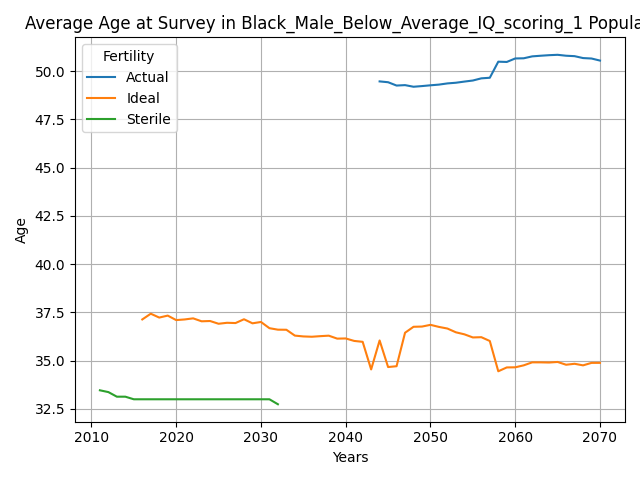 Average Age at Survey in Black_Male_Below_Average_IQ_scoring_1 Popula
Fertility
Actual
Ideal
Sterile
50.0
47.5
45.0
42.5
40.0
37.5
35.0
32.5
Age
2010 2020 2030 2040 2050 2060 2070
Years